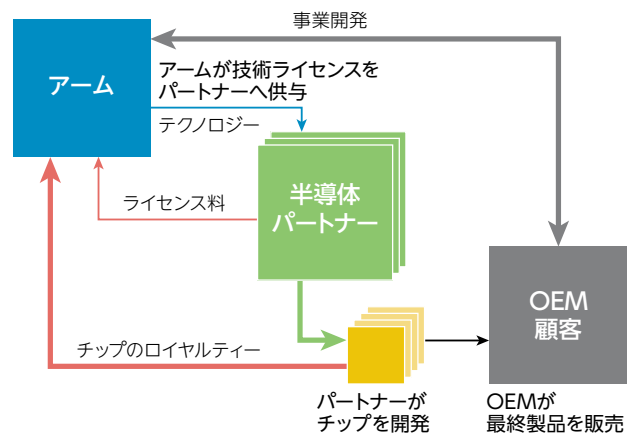 事業開発
アーム
アームが技術ライセンスを
パートナーへ供与
テクノロジー
半導体
パートナー
ライセンス料
OEM
顧客
チップのロイヤルティー
パートナーが
チップを開発
OEMが
最終製品を販売